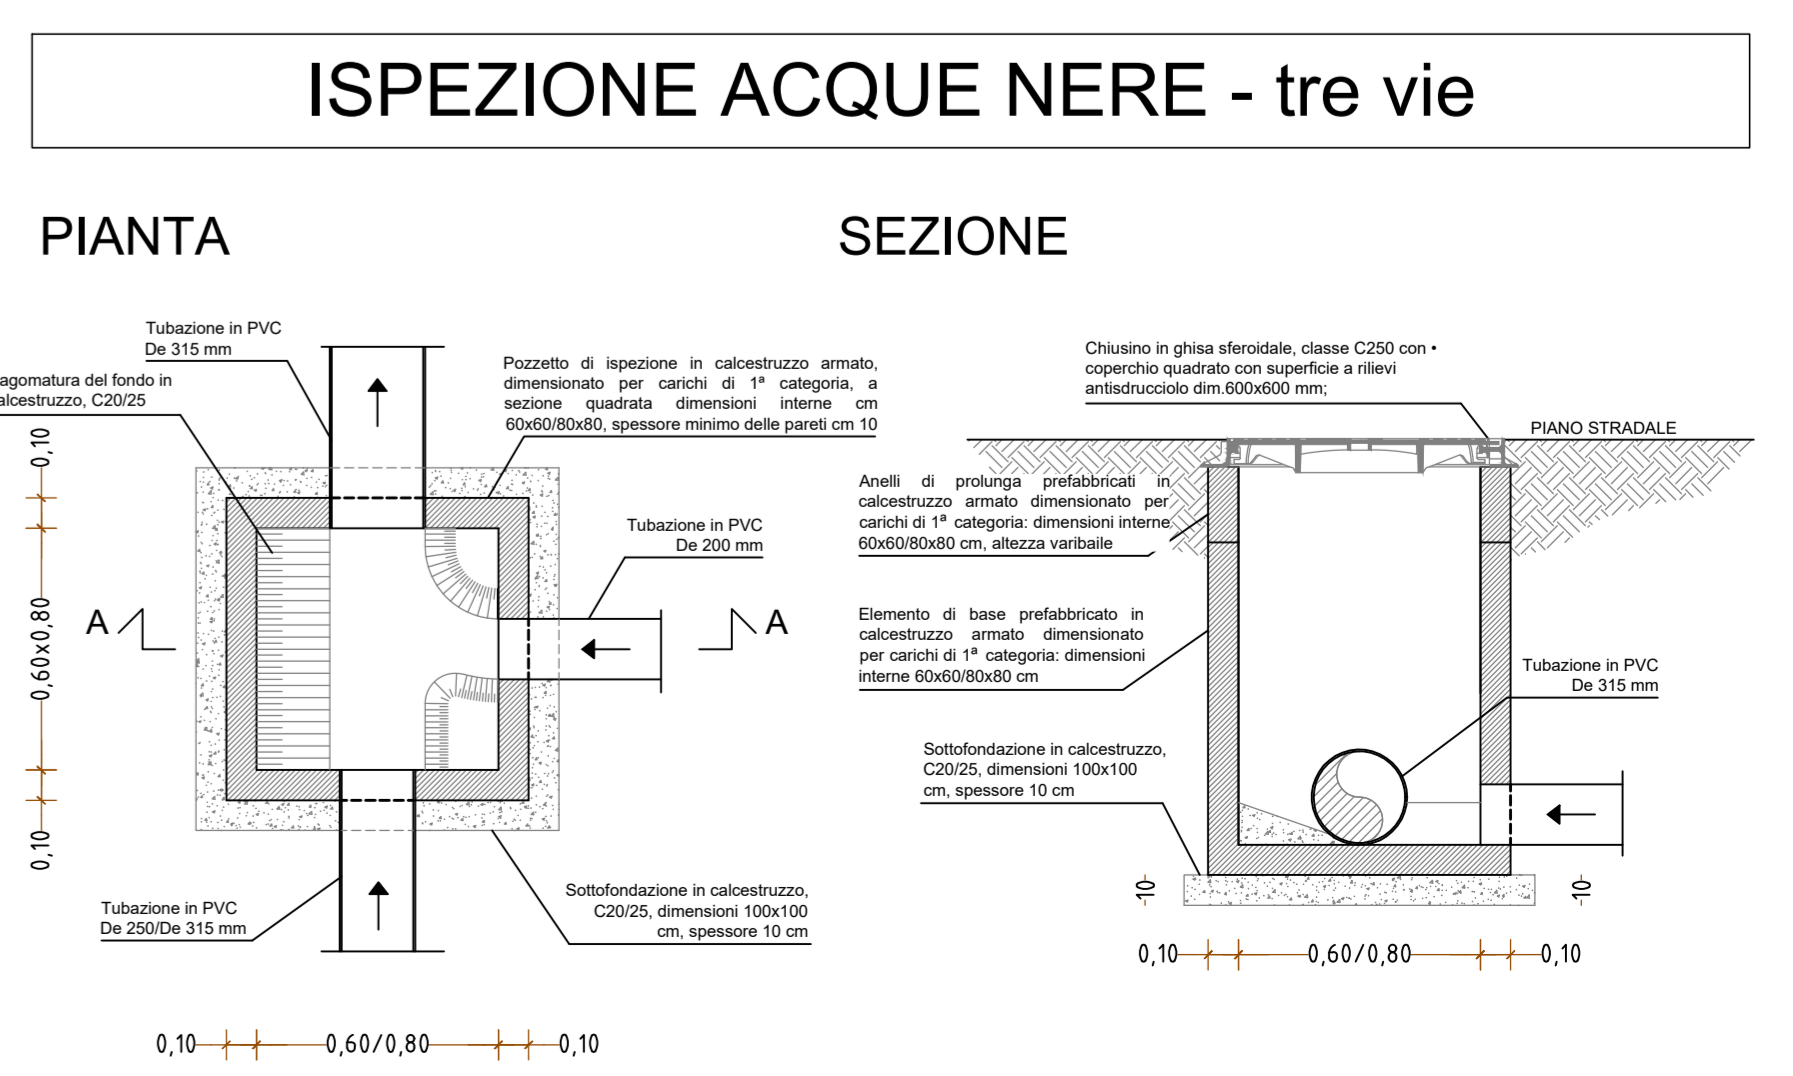 ISPEZIONE ACQUE NERE - tre vie
PIANTA
SEZIONE
Tubazione in PVC
De 315 mm
agomatura del fondo in
alcestruzzo, C20/25
Pozzetto di ispezione in calcestruzzo armato,
dimensionato per carichi di 1ª categoria, a
sezione quadrata dimensioni interne cm
60x60/80x80, spessore minimo delle pareti cm 10
Tubazione in PVC
De 200 mm
0,10
0,60x0,80
0,10
A
A
Tubazione in PVC
De 250/De 315 mm
Sottofondazione in calcestruzzo,
C20/25, dimensioni 100x100
cm, spessore 10 cm
0,10
0,60/0,80
0,10
Chiusino in ghisa sferoidale, classe C250 con •
coperchio quadrato con superficie a rilievi
antisdrucciolo dim.600x600 mm;
PIANO STRADALE
Anelli di prolunga prefabbricati in
calcestruzzo armato dimensionato per
carichi di 1ª categoria: dimensioni interne
60x60/80x80 cm, altezza varibaile
Elemento di base prefabbricato in
calcestruzzo armato dimensionato
per carichi di 1ª categoria: dimensioni
interne 60x60/80x80 cm
Tubazione in PVC
De 315 mm
Sottofondazione in calcestruzzo,
C20/25, dimensioni 100x100
cm, spessore 10 cm
10
10
0,10
0,60/0,80
0,10